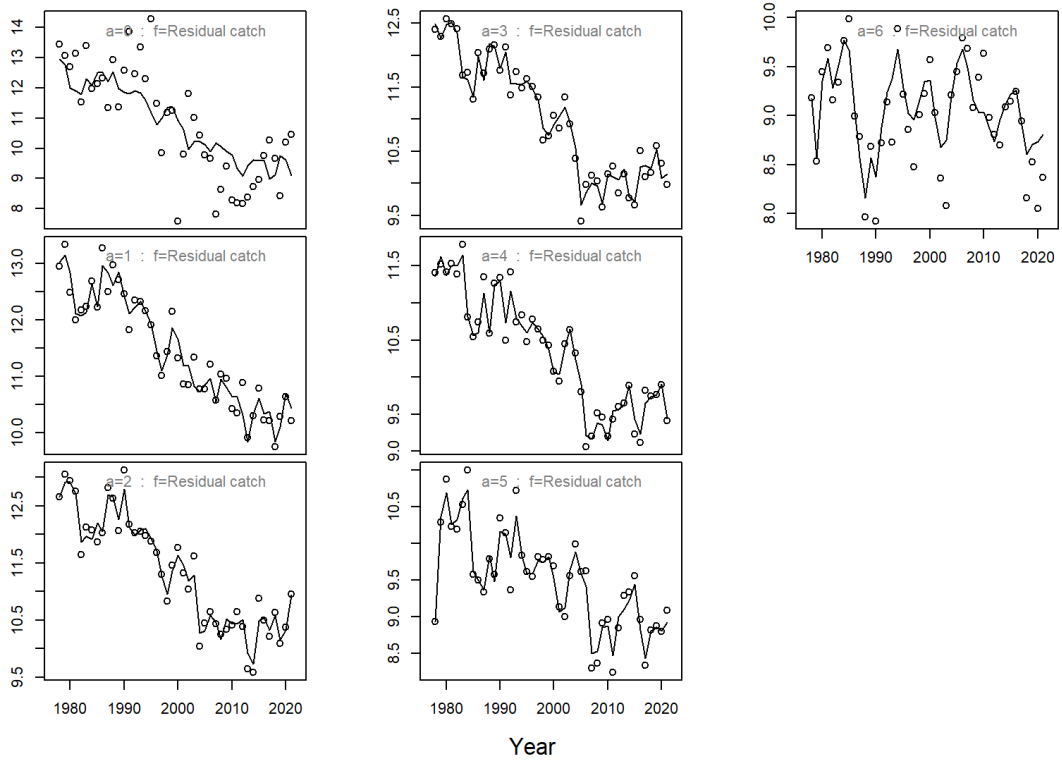 a=0 : f=Residual catch
14
13
12
11
10
9
8
a=1 : f=Residual catch
13.0
12.0
11.0
10.0
a=2 : f=Residual catch
12.5
11.5
10.5
9.5
1980 1990 2000 2010 2020
a=3 : f=Residual catch
12.5
11.5
10.5
9.5
a=4 : f=Residual catch
11.5
10.5
9.5
9.0
a=5 : f=Residual catch
10.5
9.5
9.0
8.5
1980 1990 2000 2010 2020
a=6 : f=Residual catch
10.0
9.5
9.0
8.5
8.0
1980 1990 2000 2010 2020
Year